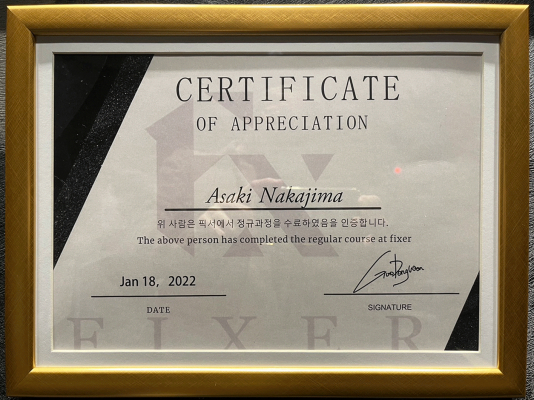 CERTIFICATE
OF APPRECIATION
Asaki Nakajima
위 사람은 픽서에서 정규과정을 수료하였음을 인증합니다.
The above person has completed the regular course at fixer
Jan 18, 2022
DATE
SIGNATURE
FIXER